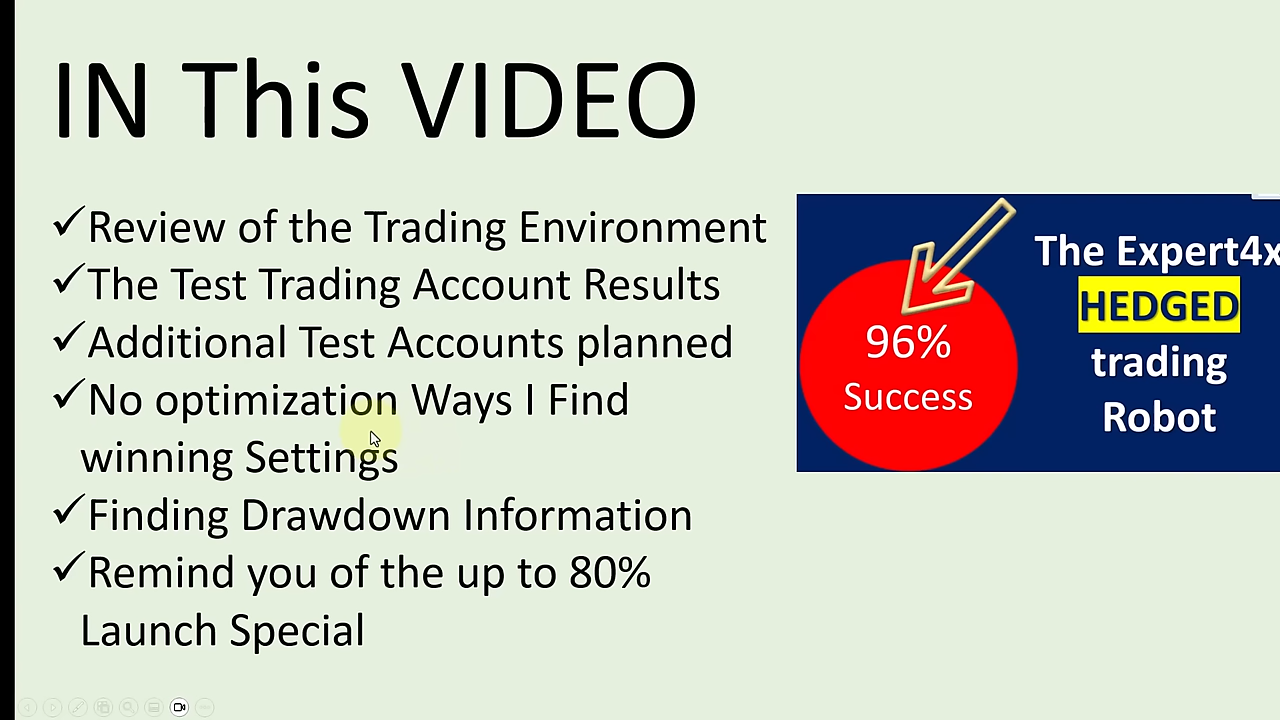 IN This VIDEO
✓Review of the Trading Environment
✓The Test Trading Account Results
✓Additional Test Accounts planned
✓No optimization Ways I Find
winning Settings
✓Finding Drawdown Information
✓Remind you of the up to 80%
Launch Special
96%
Success
The Expert4x
HEDGED
trading
Robot